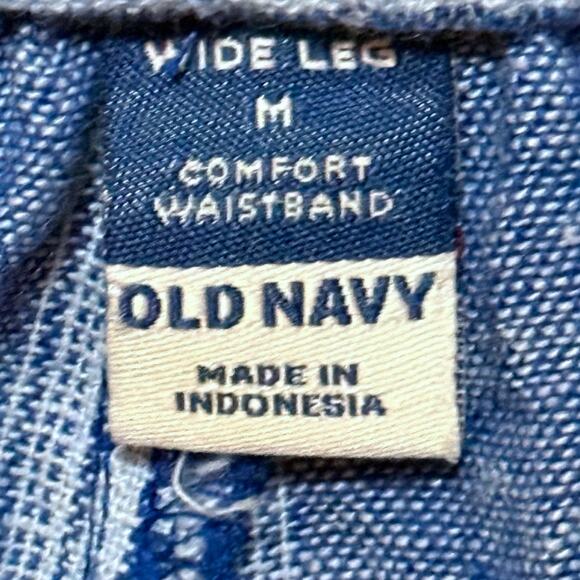 WIDE LEG
M
COMFORT
WAISTBAND
OLD NAVY
MADE IN
INDONESIA